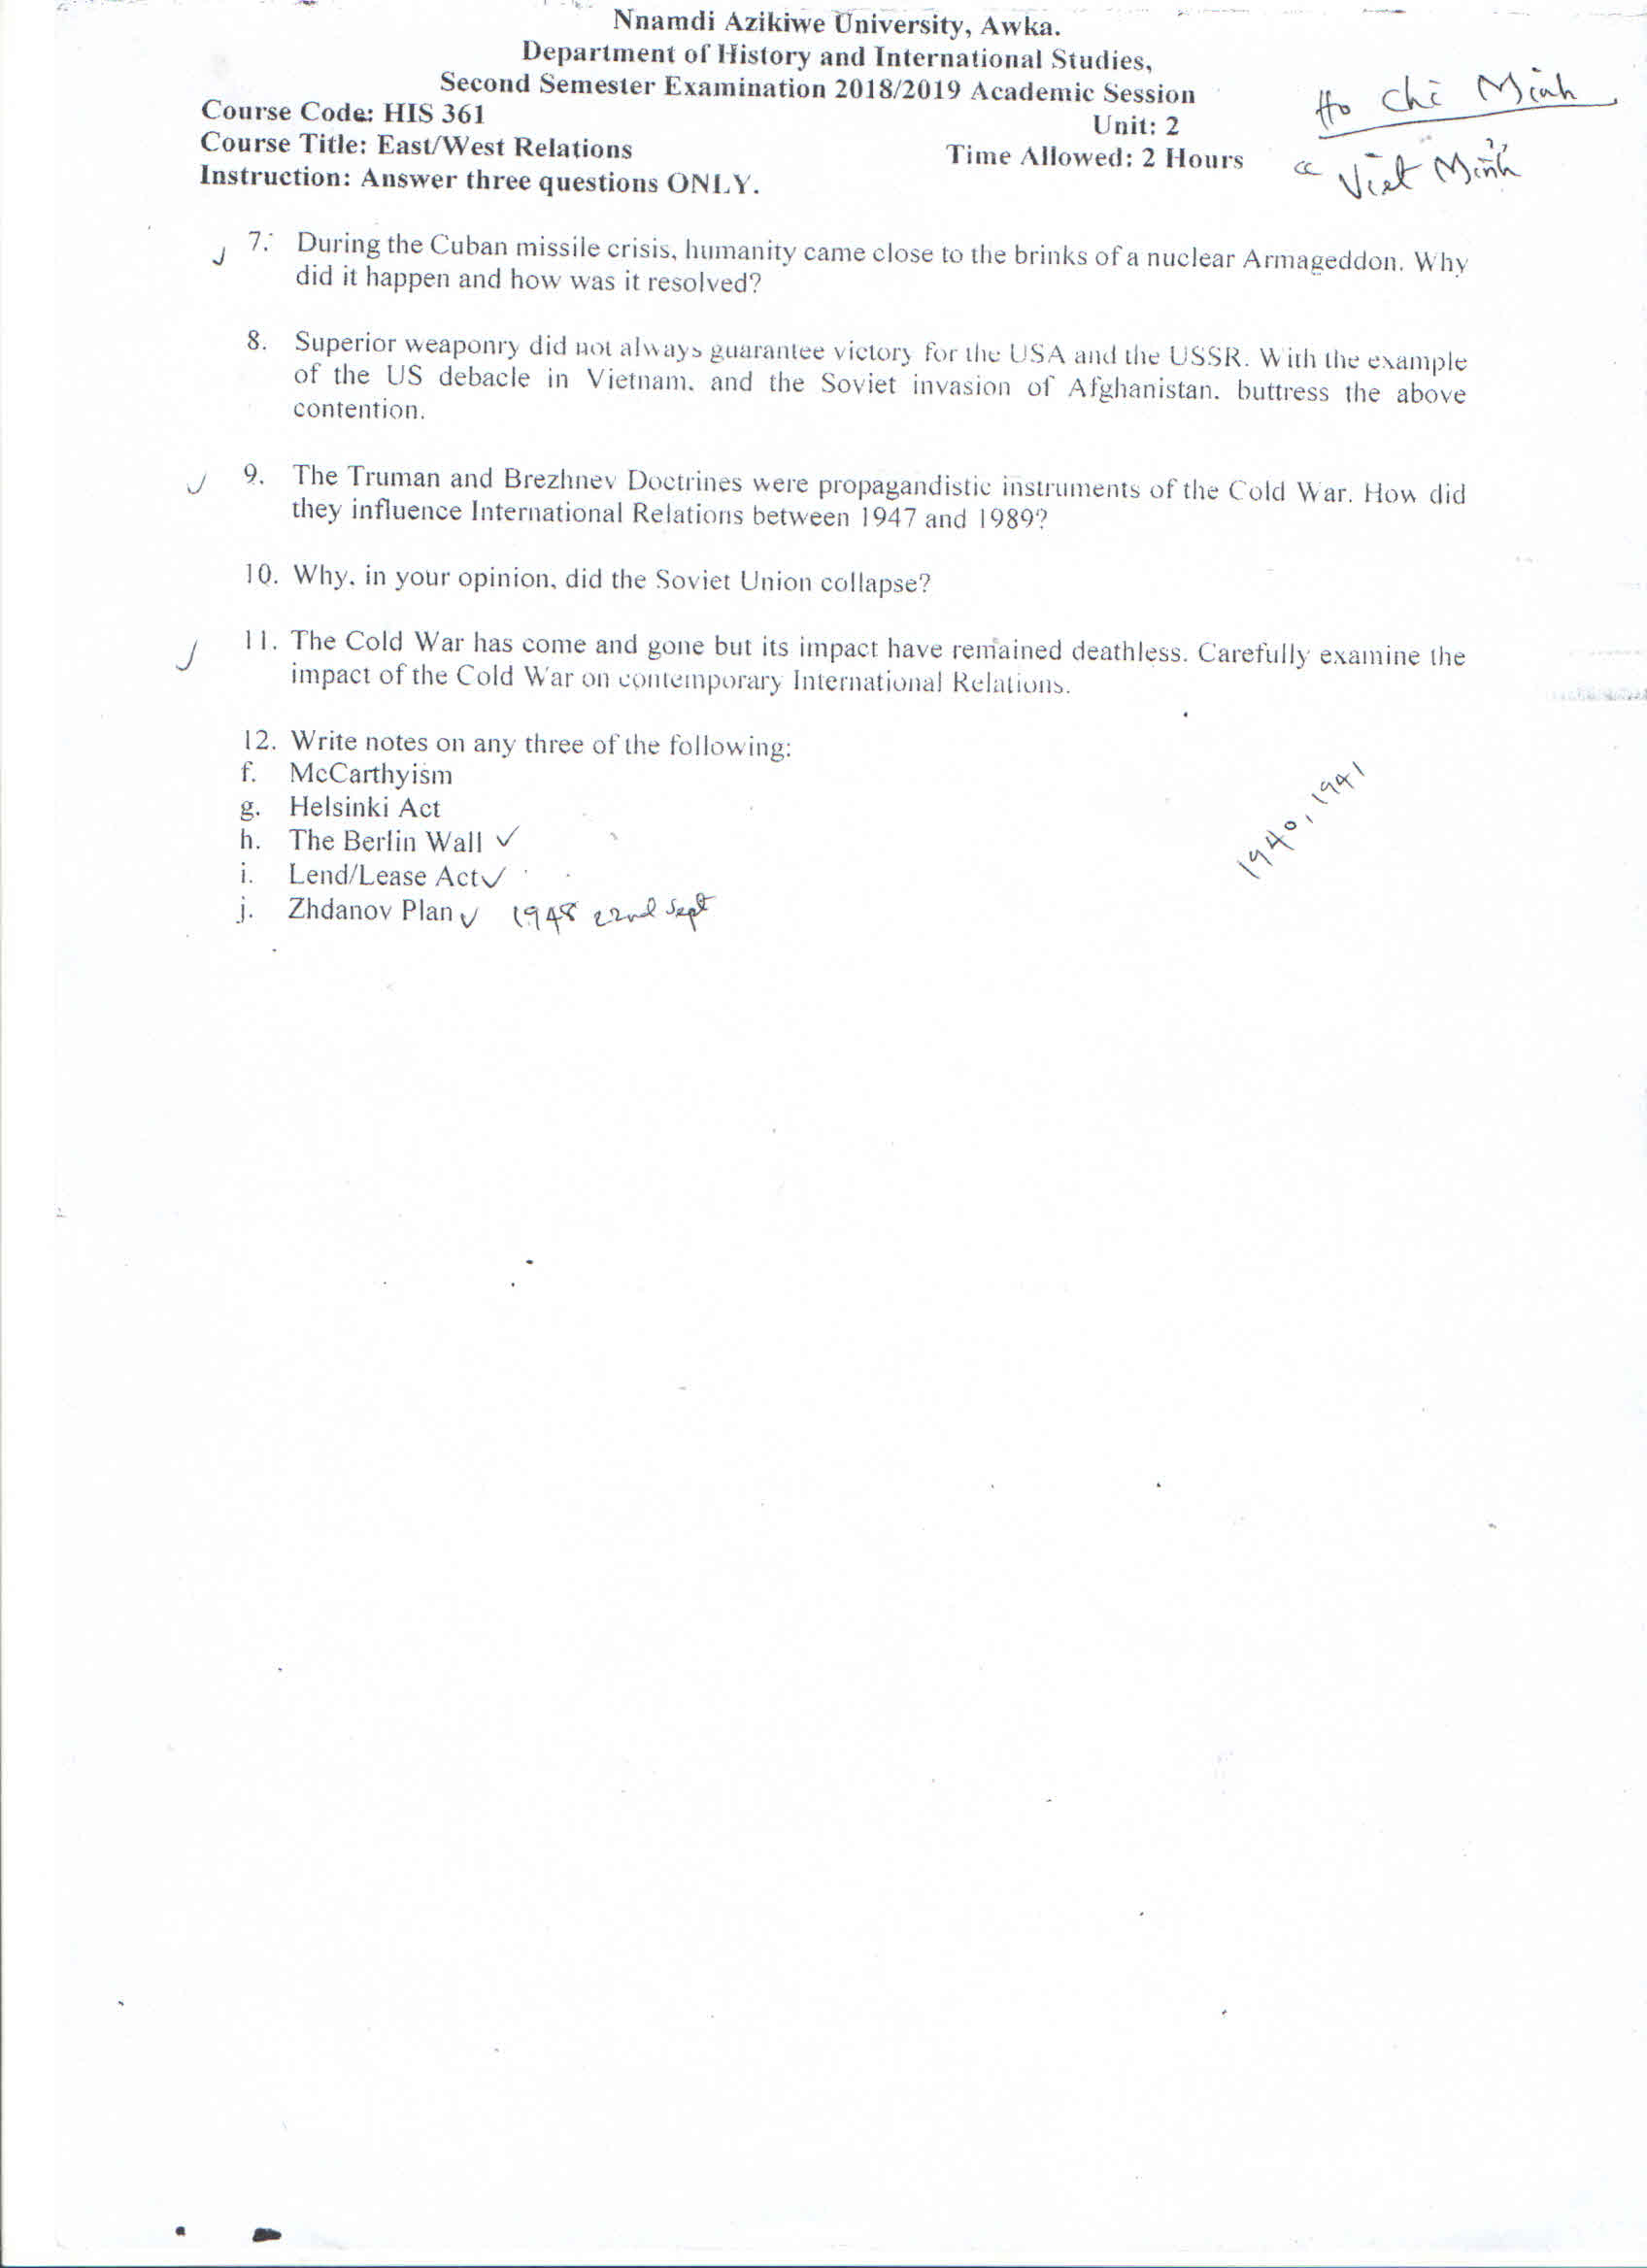 Nnamdi Azikiwe University, Awka.
Department of History and International Studies,
Second Semester Examination 2018/2019 Academic Session
Course Code: HIS 361
Unit: 2
Course Title: East/West Relations
Time Allowed: 2 Hours
Instruction: Answer three questions ONLY.
Ho Chi Minh
Viet Minh
7. During the Cuban missile crisis, humanity came close to the brinks of a nuclear Armageddon. Why
did it happen and how was it resolved?
8. Superior weaponry did not always guarantee victory for the USA and the USSR. With the example
of the US debacle in Vietnam. and the Soviet invasion of Afghanistan. buttress the above
contention.
9. The Truman and Brezhnev Doctrines were propagandistic instruments of the Cold War. How did
they influence International Relations between 1947 and 1989?
10. Why, in your opinion, did the Soviet Union collapse?
11. The Cold War has come and gone but its impact have remained deathless. Carefully examine the
impact of the Cold War on contemporary International Relations.
12. Write notes on any three of the following:
f. McCarthyism
g. Helsinki Act
h. The Berlin Wall ✓
i. Lend/Lease Act ✓
j. Zhdanov Plan ✓ 1948 22nd Sept
1940, 1941